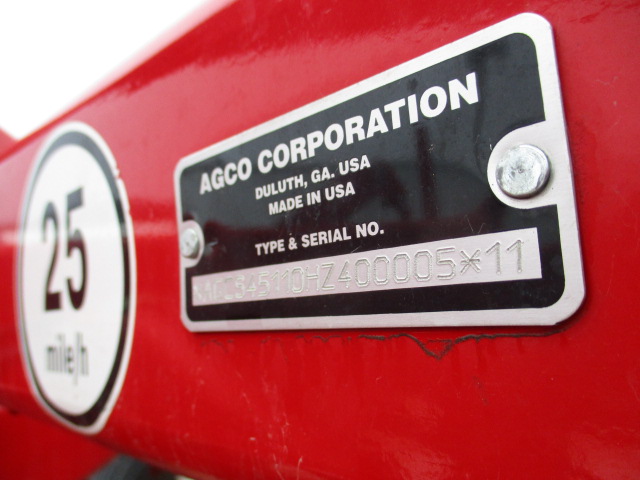 25
mile/h
AGCO CORPORATION
DULUTH, GA. USA
MADE IN USA
TYPE & SERIAL NO.